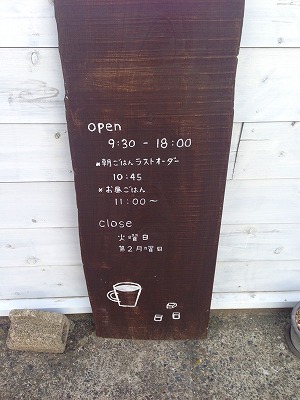 open
9:30 - 18:00
*朝ごはんラストオーダー
10:45
*お昼ごはん
11:00〜
close
火曜日
第2月曜日